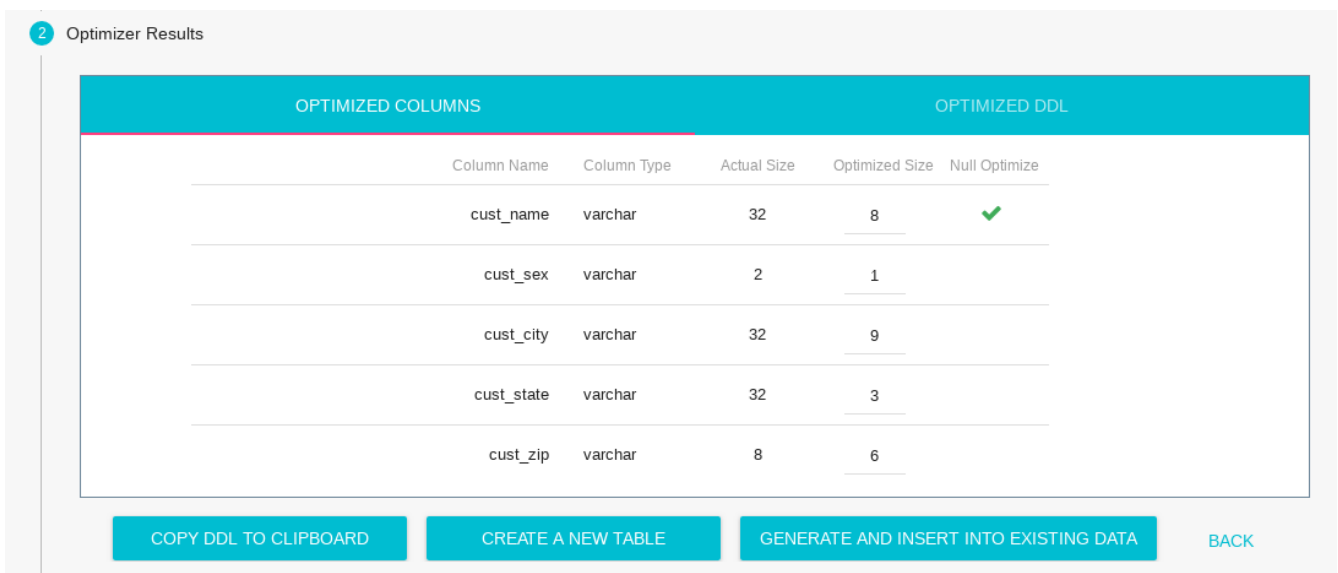 2 Optimizer Results
OPTIMIZED COLUMNS OPTIMIZED DDL
Column Name Column Type Actual Size Optimized Size Null Optimize
cust_name varchar 32 8
cust_sex varchar 2 1
cust_city varchar 32 9
cust_state varchar 32 3
cust_zip varchar 8 6
COPY DDL TO CLIPBOARD CREATE A NEW TABLE GENERATE AND INSERT INTO EXISTING DATA BACK